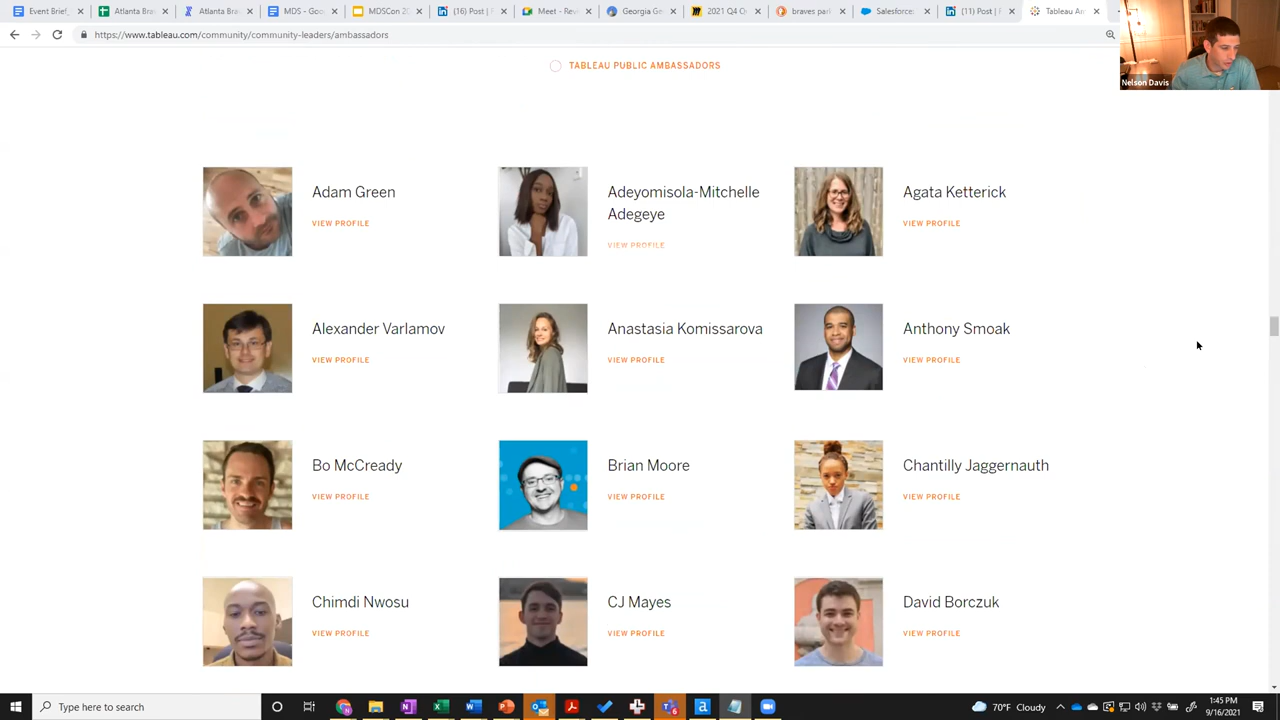 Event Brief,
Atlanta Bra
Atlanta Bra
MDS - Goo
MDSCon 20
(16) Post |
Meet - Rev
Georgia Ge
2021 Q4 O
braves park
Salesforce:
(11) Post | F
Tableau Am
https://www.tableau.com/community/community-leaders/ambassadors
Nelson Davis
TABLEAU PUBLIC AMBASSADORS
Adam Green
VIEW PROFILE
Adeyomisola-Mitchelle
Adegeye
VIEW PROFILE
Agata Ketterick
VIEW PROFILE
Alexander Varlamov
VIEW PROFILE
Anastasia Komissarova
VIEW PROFILE
Anthony Smoak
VIEW PROFILE
Bo McCready
VIEW PROFILE
Brian Moore
VIEW PROFILE
Chantilly Jaggernauth
VIEW PROFILE
Chimdi Nwosu
VIEW PROFILE
CJ Mayes
VIEW PROFILE
David Borczuk
VIEW PROFILE
Type here to search
70°F Cloudy
1:45 PM
9/16/2021